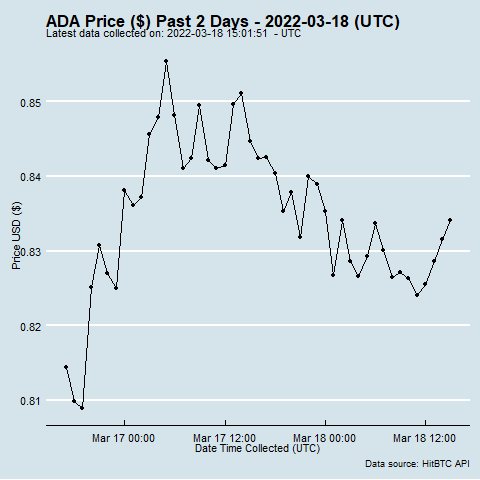 ADA Price ($) Past 2 Days - 2022-03-18 (UTC)
Latest data collected on: 2022-03-18 15:01:51 - UTC
Price USD ($)
0.85
0.84
0.83
0.82
0.81
Mar 17 00:00 Mar 17 12:00 Mar 18 00:00 Mar 18 12:00
Date Time Collected (UTC)
Data source: HitBTC API